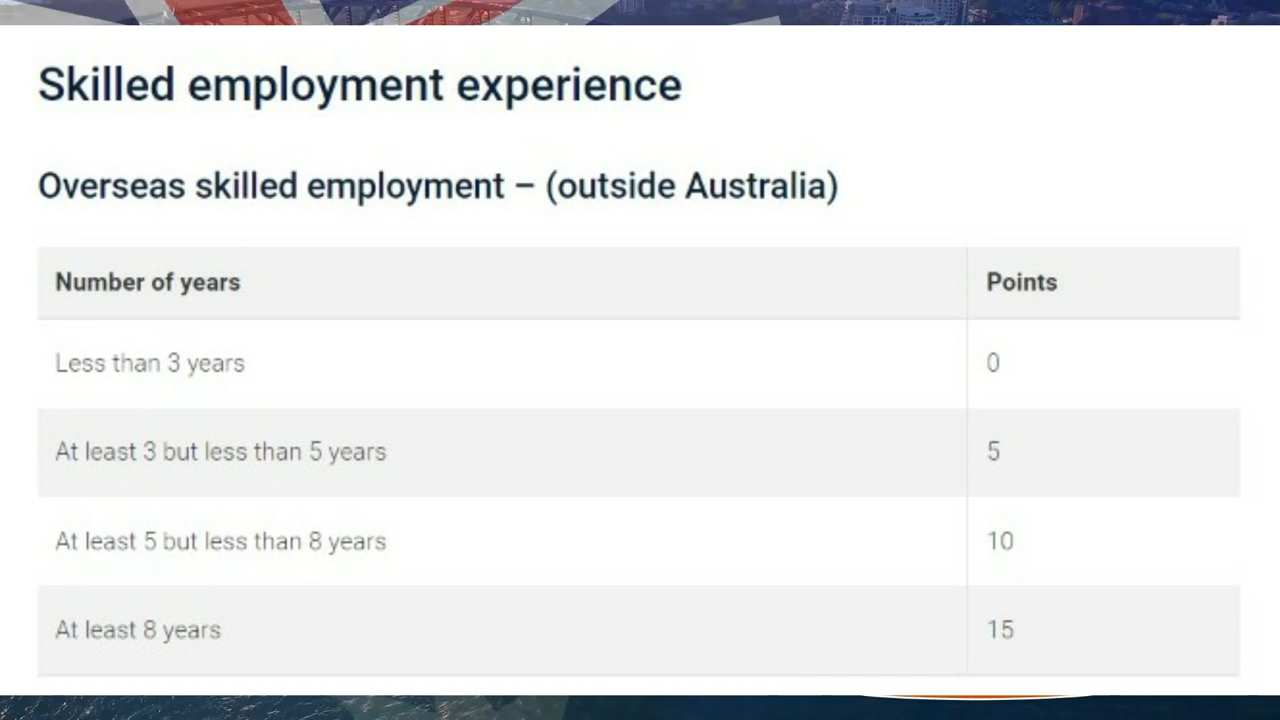 Skilled employment experience
Overseas skilled employment – (outside Australia)
Number of years Points
Less than 3 years 0
At least 3 but less than 5 years 5
At least 5 but less than 8 years 10
At least 8 years 15